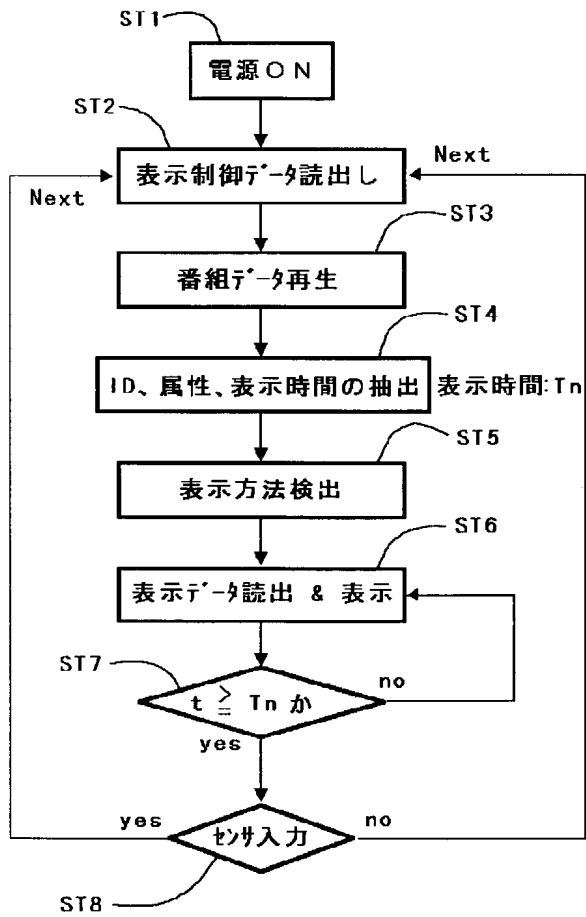 ST1
電源ON
ST2
表示制御データ読出し
Next
Next
ST3
番組データ再生
ST4
ID、属性、表示時間の抽出 表示時間:Tn
ST5
表示方法検出
ST6
表示データ読出 & 表示
ST7
t ≧ Tn か
no
yes
yes
センサ入力
no
ST8